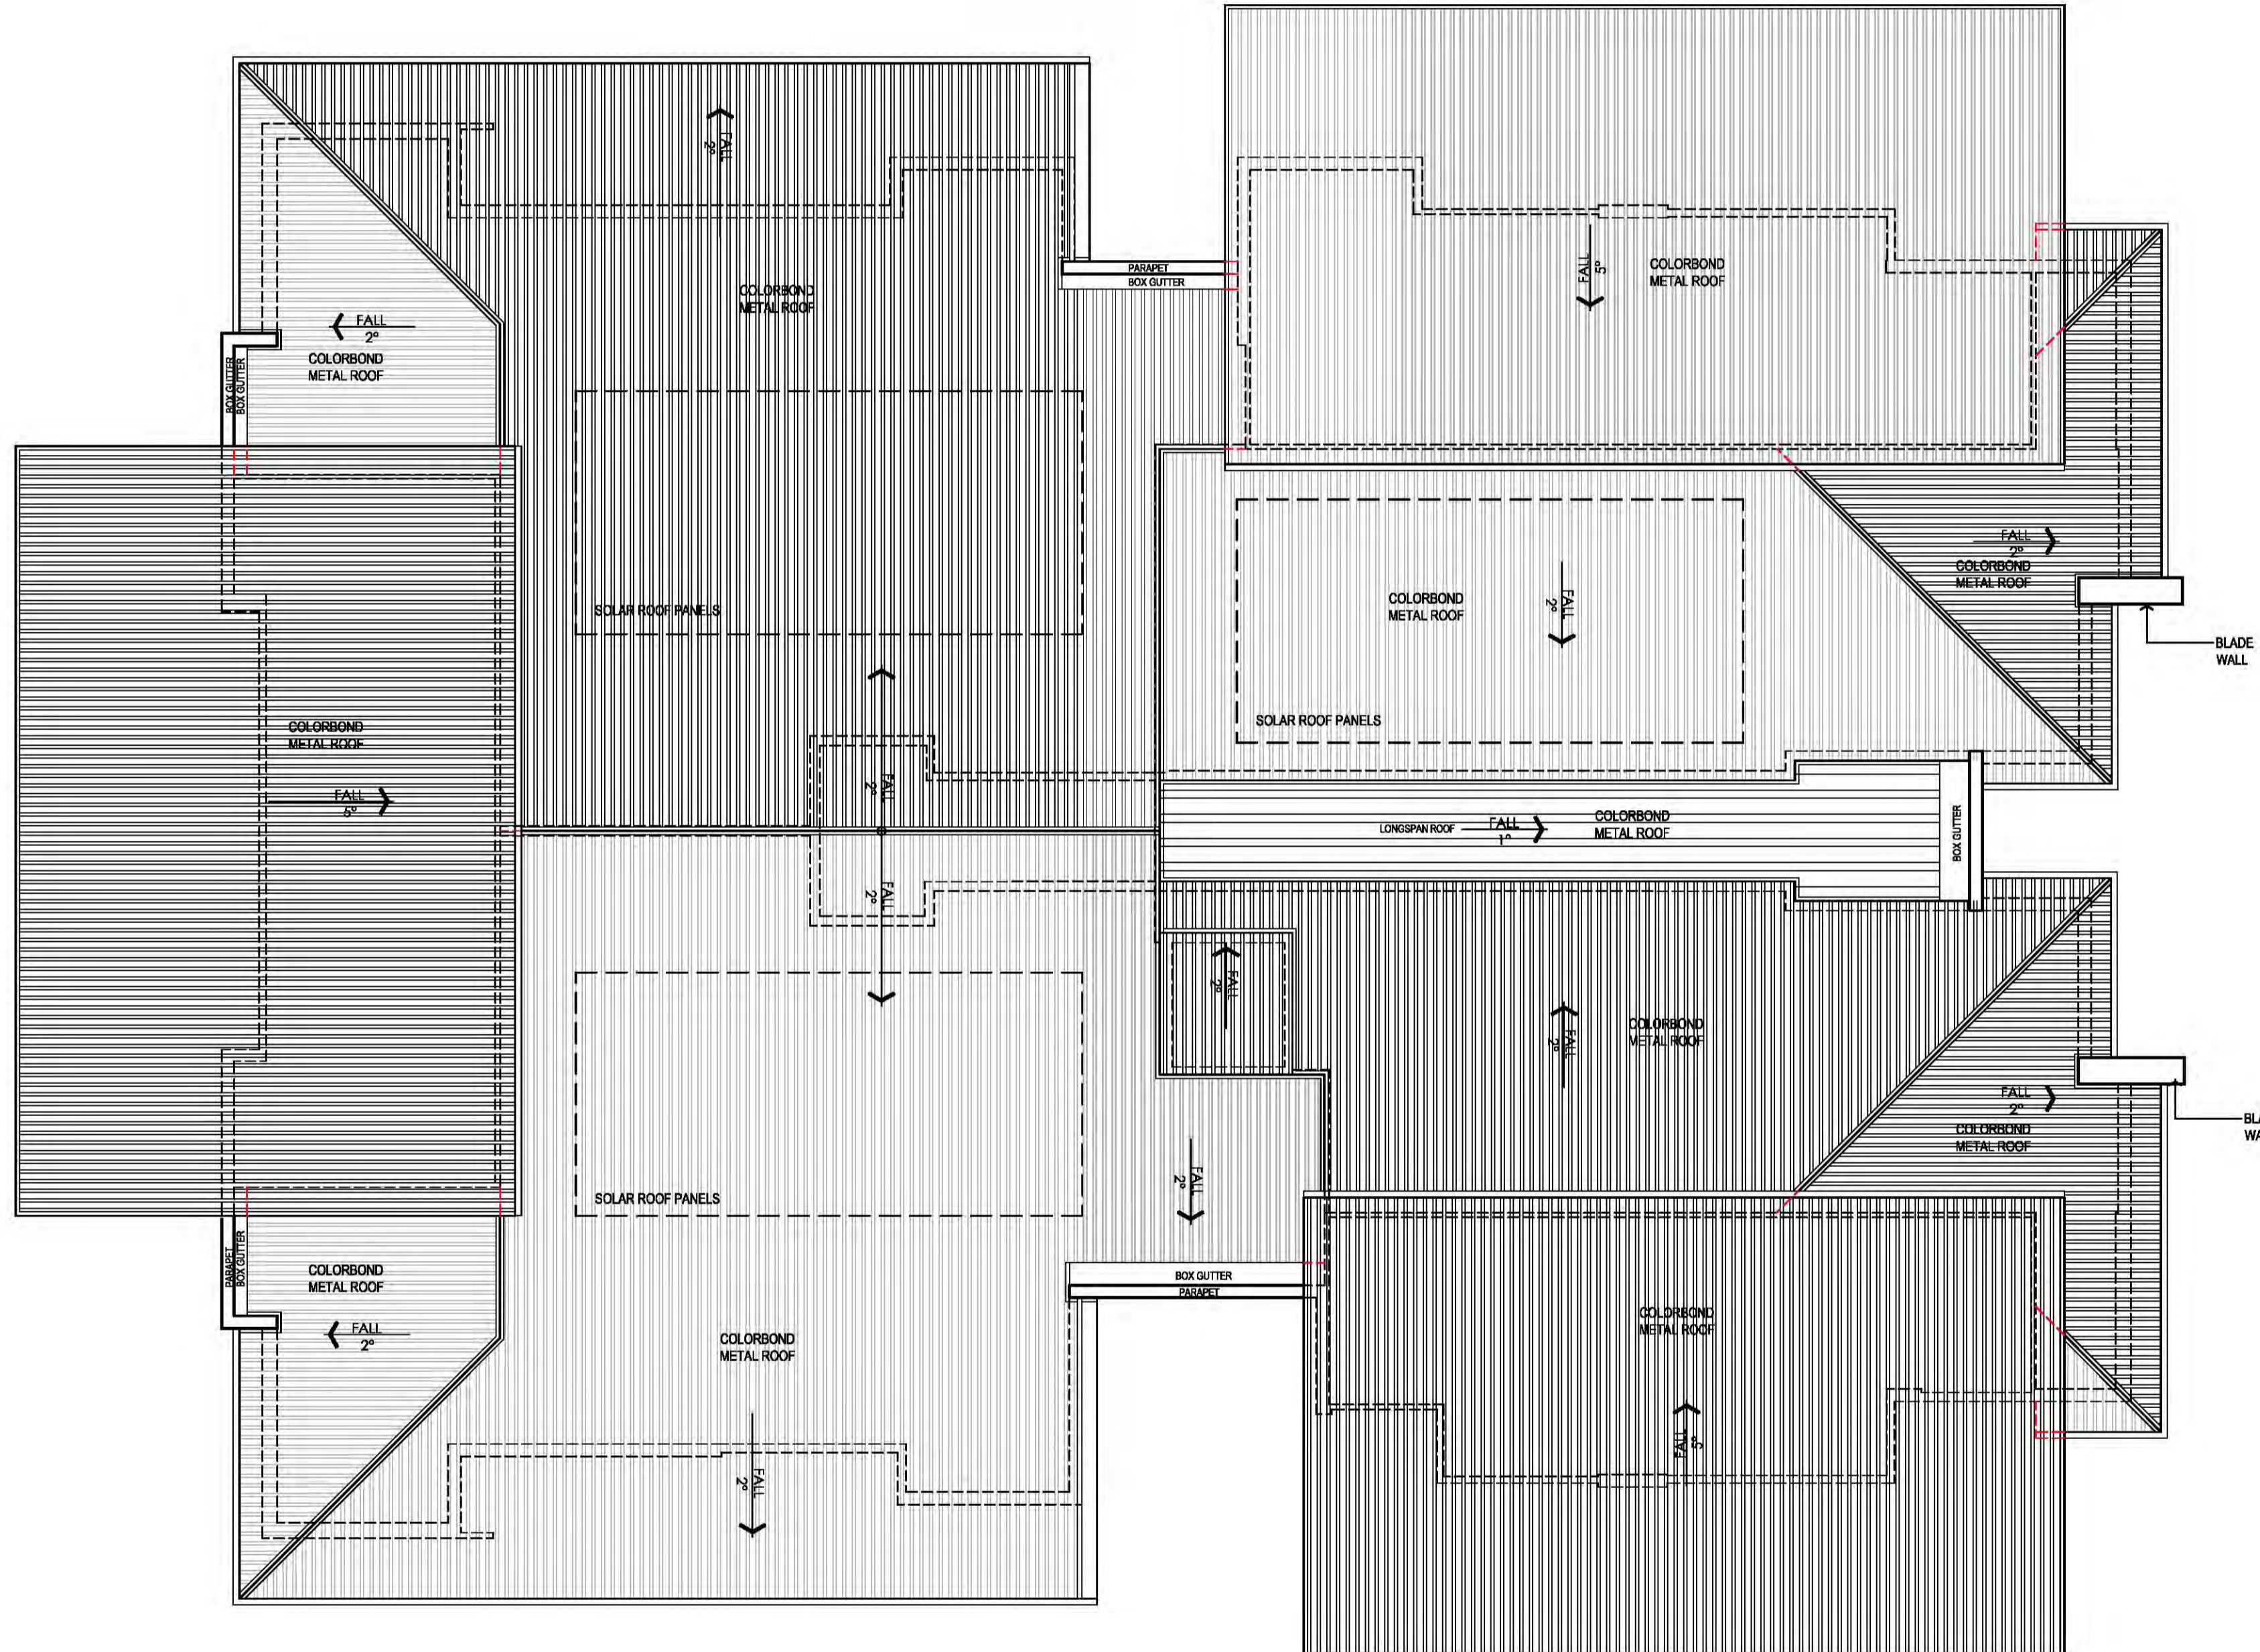 FALL
2°
PARAPET
BOX GUTTER
FALL
5°
COLORBOND
METAL ROOF
COLORBOND
METAL ROOF
FALL
2°
COLORBOND
METAL ROOF
BOX GUTTER
BOX GUTTER
SOLAR ROOF PANELS
COLORBOND
METAL ROOF
FALL
2°
FALL
2°
COLORBOND
METAL ROOF
BLADE
WALL
SOLAR ROOF PANELS
COLORBOND
METAL ROOF
FALL
5°
FALL
2°
LONGSPAN ROOF
FALL
1°
COLORBOND
METAL ROOF
BOX GUTTER
FALL
2°
FALL
2°
FALL
2°
COLORBOND
METAL ROOF
FALL
2°
COLORBOND
METAL ROOF
BLA
WA
SOLAR ROOF PANELS
FALL
2°
PARAPET
BOX GUTTER
COLORBOND
METAL ROOF
FALL
2°
BOX GUTTER
PARAPET
COLORBOND
METAL ROOF
COLORBOND
METAL ROOF
FALL
5°
FALL
2°